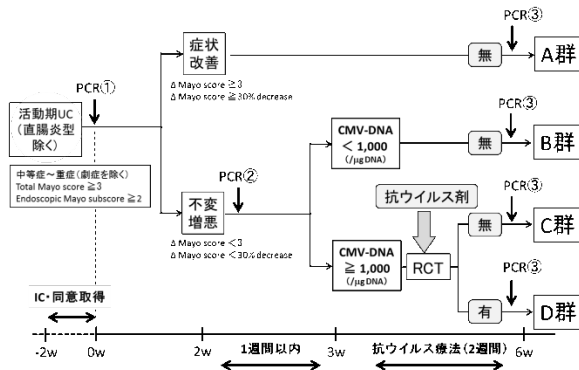 PCR①
活動期UC
(直腸炎型
除く)
中等症～重症(劇症を除く)
Total Mayo score ≧3
Endoscopic Mayo subscore ≧2
IC・同意取得
症状
改善
Δ Mayo score ≧3
Δ Mayo score ≧30% decrease
不変
増悪
Δ Mayo score <3
Δ Mayo score <30% decrease
PCR②
CMV-DNA
< 1,000
(/μg DNA)
CMV-DNA
≧ 1,000
(/μg DNA)
抗ウイルス剤
RCT
無
PCR③
A群
無
PCR③
B群
無
PCR③
C群
有
PCR③
D群
-2w
0w
2w
1週間以内
3w
抗ウイルス療法(2週間)
6w